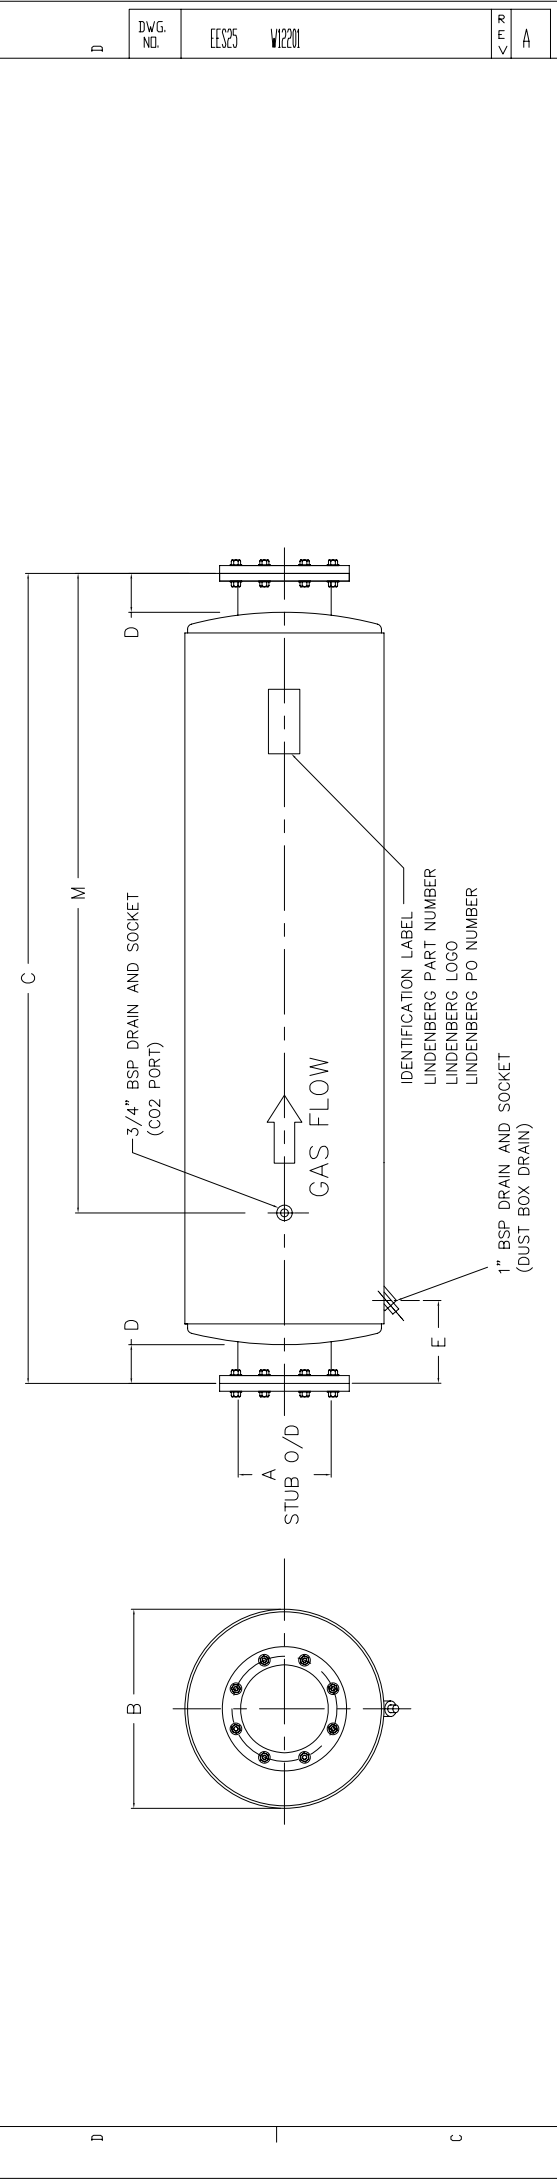 DWG.
NO.
EES25 W12201
R
E
V
A
D
C
M
D
D
3/4" BSP DRAIN AND SOCKET
(CO2 PORT)
GAS FLOW
IDENTIFICATION LABEL
LINDENBERG PART NUMBER
LINDENBERG LOGO
LINDENBERG PO NUMBER
1" BSP DRAIN AND SOCKET
(DUST BOX DRAIN)
E
A
STUB O/D
B
D
C